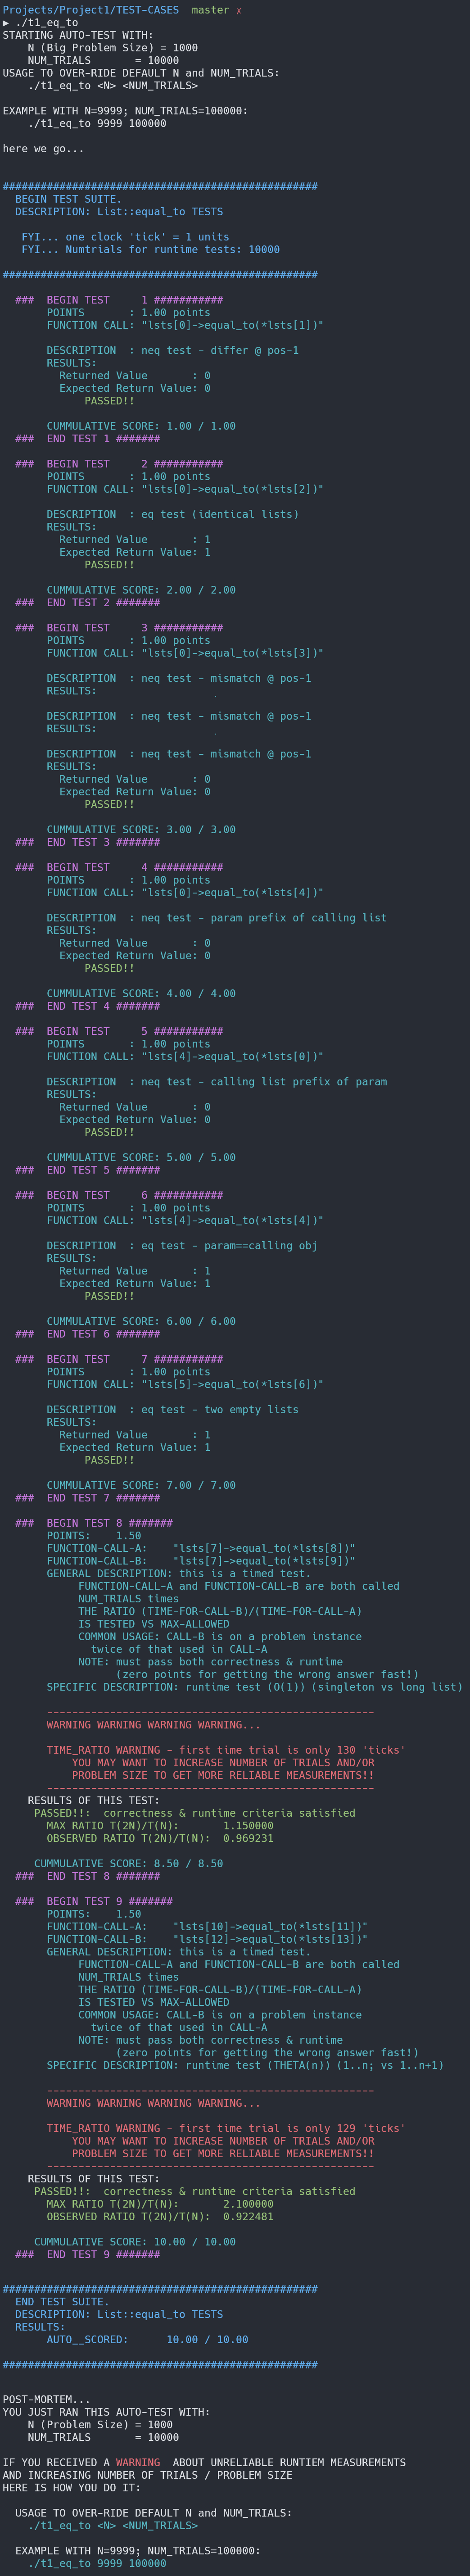 Projects/Project1/TEST-CASES  master ✗
▶ ./t1_eq_to
STARTING AUTO-TEST WITH:
    N (Big Problem Size) = 1000
    NUM_TRIALS       = 10000
USAGE TO OVER-RIDE DEFAULT N and NUM_TRIALS:
    ./t1_eq_to <N> <NUM_TRIALS>

EXAMPLE WITH N=9999; NUM_TRIALS=100000:
    ./t1_eq_to 9999 100000

here we go...


##################################################
  BEGIN TEST SUITE.
  DESCRIPTION: List::equal_to TESTS

   FYI... one clock 'tick' = 1 units
   FYI... Numtrials for runtime tests: 10000

##################################################

  ###  BEGIN TEST     1 ###########
       POINTS       : 1.00 points
       FUNCTION CALL: "lsts[0]->equal_to(*lsts[1])"

       DESCRIPTION  : neq test - differ @ pos-1
       RESULTS:
         Returned Value       : 0
         Expected Return Value: 0
             PASSED!!

       CUMMULATIVE SCORE: 1.00 / 1.00
  ###  END TEST 1 #######

  ###  BEGIN TEST     2 ###########
       POINTS       : 1.00 points
       FUNCTION CALL: "lsts[0]->equal_to(*lsts[2])"

       DESCRIPTION  : eq test (identical lists)
       RESULTS:
         Returned Value       : 1
         Expected Return Value: 1
             PASSED!!

       CUMMULATIVE SCORE: 2.00 / 2.00
  ###  END TEST 2 #######

  ###  BEGIN TEST     3 ###########
       POINTS       : 1.00 points
       FUNCTION CALL: "lsts[0]->equal_to(*lsts[3])"

       DESCRIPTION  : neq test - mismatch @ pos-1
       RESULTS:

       DESCRIPTION  : neq test - mismatch @ pos-1
       RESULTS:

       DESCRIPTION  : neq test - mismatch @ pos-1
       RESULTS:
         Returned Value       : 0
         Expected Return Value: 0
             PASSED!!

       CUMMULATIVE SCORE: 3.00 / 3.00
  ###  END TEST 3 #######

  ###  BEGIN TEST     4 ###########
       POINTS       : 1.00 points
       FUNCTION CALL: "lsts[0]->equal_to(*lsts[4])"

       DESCRIPTION  : neq test - param prefix of calling list
       RESULTS:
         Returned Value       : 0
         Expected Return Value: 0
             PASSED!!

       CUMMULATIVE SCORE: 4.00 / 4.00
  ###  END TEST 4 #######

  ###  BEGIN TEST     5 ###########
       POINTS       : 1.00 points
       FUNCTION CALL: "lsts[4]->equal_to(*lsts[0])"

       DESCRIPTION  : neq test - calling list prefix of param
       RESULTS:
         Returned Value       : 0
         Expected Return Value: 0
             PASSED!!

       CUMMULATIVE SCORE: 5.00 / 5.00
  ###  END TEST 5 #######

  ###  BEGIN TEST     6 ###########
       POINTS       : 1.00 points
       FUNCTION CALL: "lsts[4]->equal_to(*lsts[4])"

       DESCRIPTION  : eq test - param==calling obj
       RESULTS:
         Returned Value       : 1
         Expected Return Value: 1
             PASSED!!

       CUMMULATIVE SCORE: 6.00 / 6.00
  ###  END TEST 6 #######

  ###  BEGIN TEST     7 ###########
       POINTS       : 1.00 points
       FUNCTION CALL: "lsts[5]->equal_to(*lsts[6])"

       DESCRIPTION  : eq test - two empty lists
       RESULTS:
         Returned Value       : 1
         Expected Return Value: 1
             PASSED!!

       CUMMULATIVE SCORE: 7.00 / 7.00
  ###  END TEST 7 #######

  ###  BEGIN TEST 8 #######
       POINTS:    1.50
       FUNCTION-CALL-A:    "lsts[7]->equal_to(*lsts[8])"
       FUNCTION-CALL-B:    "lsts[7]->equal_to(*lsts[9])"
       GENERAL DESCRIPTION: this is a timed test.
            FUNCTION-CALL-A and FUNCTION-CALL-B are both called
            NUM_TRIALS times
            THE RATIO (TIME-FOR-CALL-B)/(TIME-FOR-CALL-A)
            IS TESTED VS MAX-ALLOWED
            COMMON USAGE: CALL-B is on a problem instance
              twice of that used in CALL-A
            NOTE: must pass both correctness & runtime
                  (zero points for getting the wrong answer fast!)
       SPECIFIC DESCRIPTION: runtime test (O(1)) (singleton vs long list)

       ----------------------------------------------------
       WARNING WARNING WARNING WARNING...

       TIME_RATIO WARNING - first time trial is only 130 'ticks'
           YOU MAY WANT TO INCREASE NUMBER OF TRIALS AND/OR
           PROBLEM SIZE TO GET MORE RELIABLE MEASUREMENTS!!
       ----------------------------------------------------
    RESULTS OF THIS TEST:
     PASSED!!:  correctness & runtime criteria satisfied
       MAX RATIO T(2N)/T(N):       1.150000
       OBSERVED RATIO T(2N)/T(N):  0.969231

     CUMMULATIVE SCORE: 8.50 / 8.50
  ###  END TEST 8 #######

  ###  BEGIN TEST 9 #######
       POINTS:    1.50
       FUNCTION-CALL-A:    "lsts[10]->equal_to(*lsts[11])"
       FUNCTION-CALL-B:    "lsts[12]->equal_to(*lsts[13])"
       GENERAL DESCRIPTION: this is a timed test.
            FUNCTION-CALL-A and FUNCTION-CALL-B are both called
            NUM_TRIALS times
            THE RATIO (TIME-FOR-CALL-B)/(TIME-FOR-CALL-A)
            IS TESTED VS MAX-ALLOWED
            COMMON USAGE: CALL-B is on a problem instance
              twice of that used in CALL-A
            NOTE: must pass both correctness & runtime
                  (zero points for getting the wrong answer fast!)
       SPECIFIC DESCRIPTION: runtime test (THETA(n)) (1..n; vs 1..n+1)

       ----------------------------------------------------
       WARNING WARNING WARNING WARNING...

       TIME_RATIO WARNING - first time trial is only 129 'ticks'
           YOU MAY WANT TO INCREASE NUMBER OF TRIALS AND/OR
           PROBLEM SIZE TO GET MORE RELIABLE MEASUREMENTS!!
       ----------------------------------------------------
    RESULTS OF THIS TEST:
     PASSED!!:  correctness & runtime criteria satisfied
       MAX RATIO T(2N)/T(N):       2.100000
       OBSERVED RATIO T(2N)/T(N):  0.922481

     CUMMULATIVE SCORE: 10.00 / 10.00
  ###  END TEST 9 #######


##################################################
  END TEST SUITE.
  DESCRIPTION: List::equal_to TESTS
  RESULTS:
       AUTO__SCORED:      10.00 / 10.00

##################################################


POST-MORTEM...
YOU JUST RAN THIS AUTO-TEST WITH:
    N (Problem Size) = 1000
    NUM_TRIALS       = 10000

IF YOU RECEIVED A WARNING  ABOUT UNRELIABLE RUNTIEM MEASUREMENTS
AND INCREASING NUMBER OF TRIALS / PROBLEM SIZE
HERE IS HOW YOU DO IT:

  USAGE TO OVER-RIDE DEFAULT N and NUM_TRIALS:
    ./t1_eq_to <N> <NUM_TRIALS>

  EXAMPLE WITH N=9999; NUM_TRIALS=100000:
    ./t1_eq_to 9999 100000